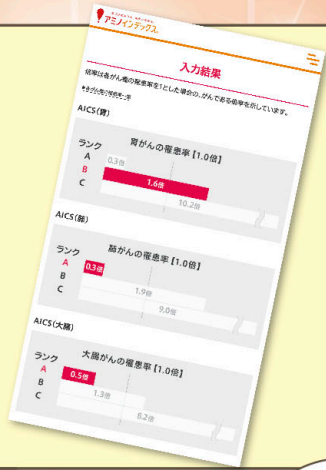 アミノインデックス®
入力結果
倍率は各がん種の罹患率を1とした場合の、がんである倍率を示しています。
AICS(胃)
ランク
胃がんの罹患率【1.0倍】
A
0.3倍
B
1.6倍
C
10.2倍
AICS(肺)
ランク
肺がんの罹患率【1.0倍】
A
0.3倍
B
1.9倍
C
9.0倍
AICS(大腸)
ランク
大腸がんの罹患率【1.0倍】
A
0.5倍
B
1.3倍
C
8.2倍